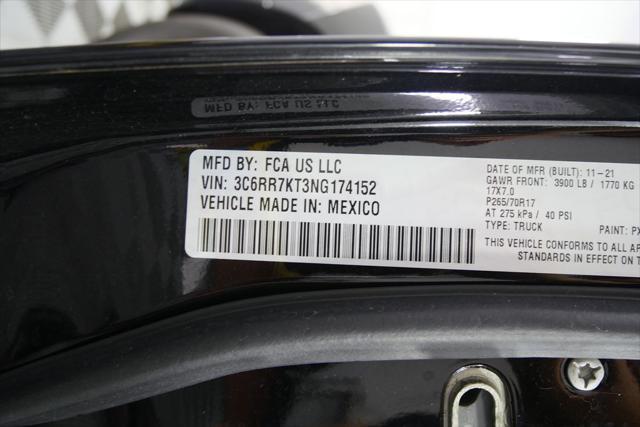 MFD BY: FCA US LLC
VIN: 3C6RR7KT3NG174152
VEHICLE MADE IN: MEXICO
DATE OF MFR (BUILT): 11-21
GAWR FRONT: 3900 LB / 1770 KG
17X7.0
P265/70R17
AT 275 kPa / 40 PSI
TYPE: TRUCK PAINT: PX
THIS VEHICLE CONFORMS TO ALL AP
STANDARDS IN EFFECT ON T
MFD BY: FCA US LLC